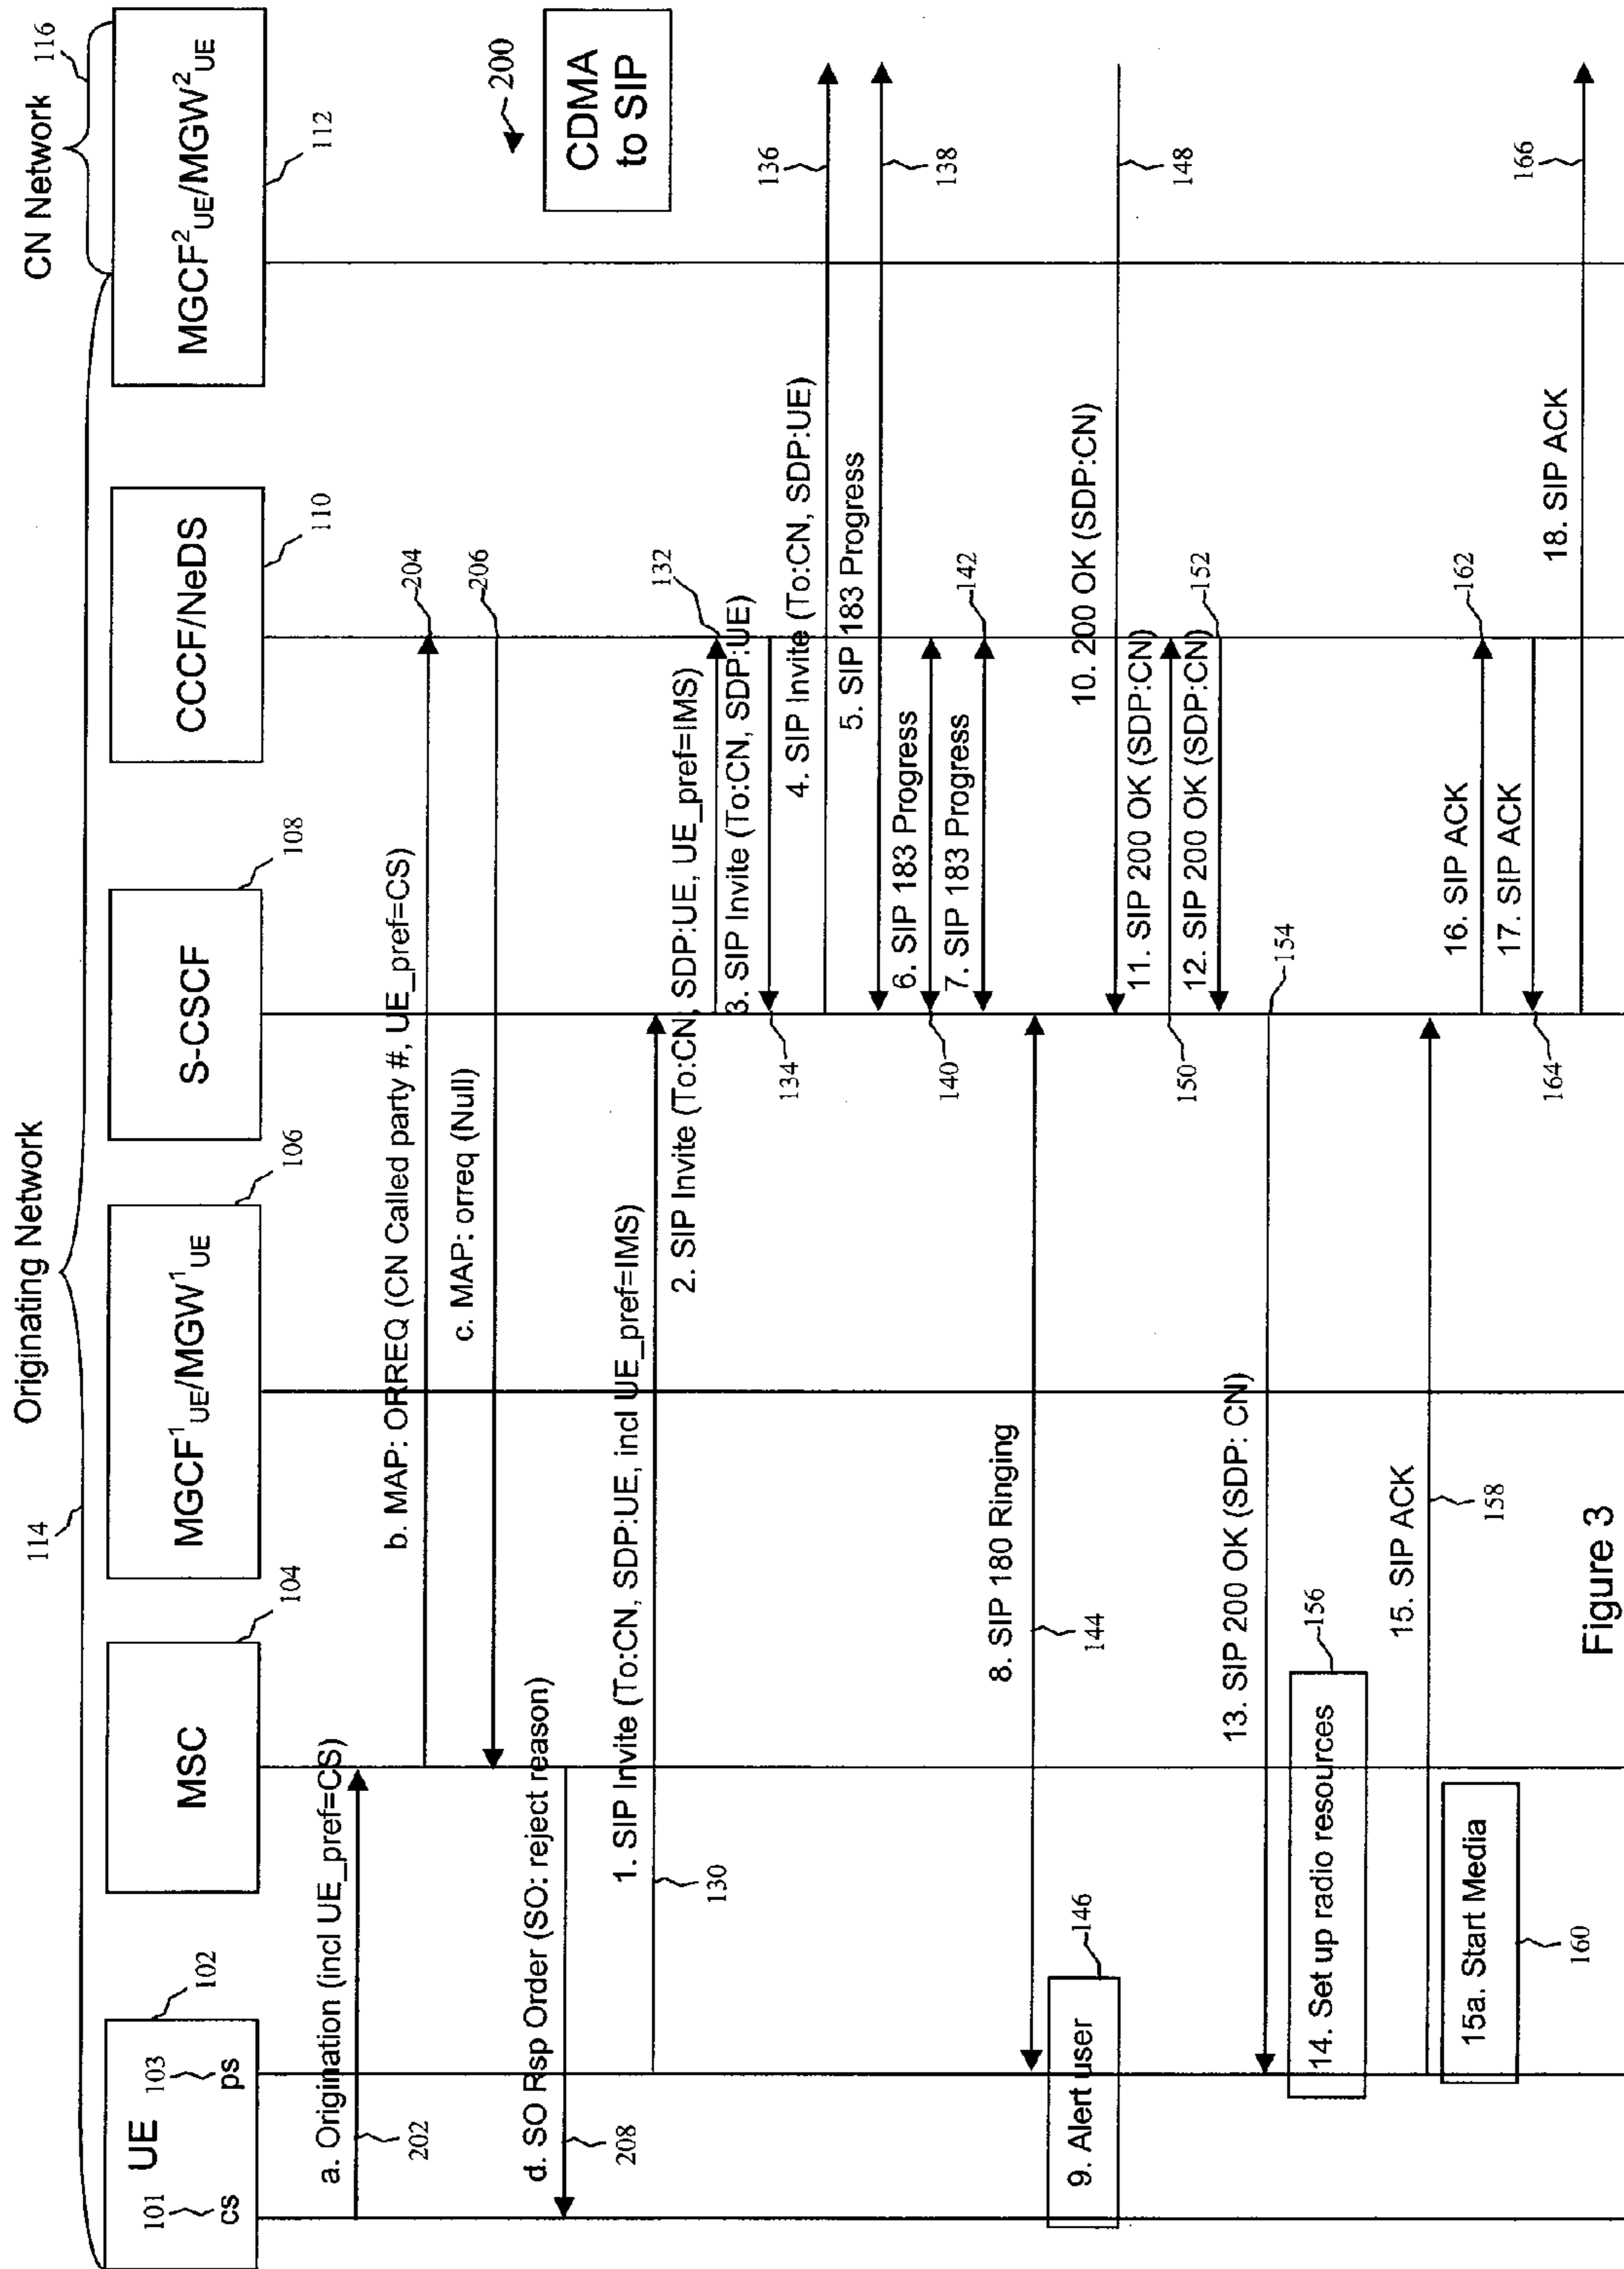 Originating Network
114
CN Network
116
UE
101
103
cs
ps
102
MSC
104
MGCF¹UE/MGW¹UE
106
S-CSCF
108
CCCF/NeDS
110
MGCF²UE/MGW²UE
112
200
CDMA
to SIP
a. Origination (incl UE_pref=CS)
202
b. MAP: ORREQ (CN Called party #, UE_pref=CS)
204
c. MAP: orreq (Null)
206
d. SO Rsp Order (SO: reject reason)
208
1. SIP Invite (To:CN, SDP:UE, incl UE_pref=IMS)
130
2. SIP Invite (To:CN, SDP:UE, UE_pref=IMS)
132
3. SIP Invite (To:CN, SDP:UE)
134
4. SIP Invite (To:CN, SDP:UE)
136
5. SIP 183 Progress
138
6. SIP 183 Progress
140
7. SIP 183 Progress
142
8. SIP 180 Ringing
144
9. Alert user
146
10. 200 OK (SDP:CN)
148
11. SIP 200 OK (SDP:CN)
150
12. SIP 200 OK (SDP:CN)
152
13. SIP 200 OK (SDP: CN)
154
14. Set up radio resources
156
15. SIP ACK
158
15a. Start Media
160
16. SIP ACK
162
17. SIP ACK
164
18. SIP ACK
166
Figure 3